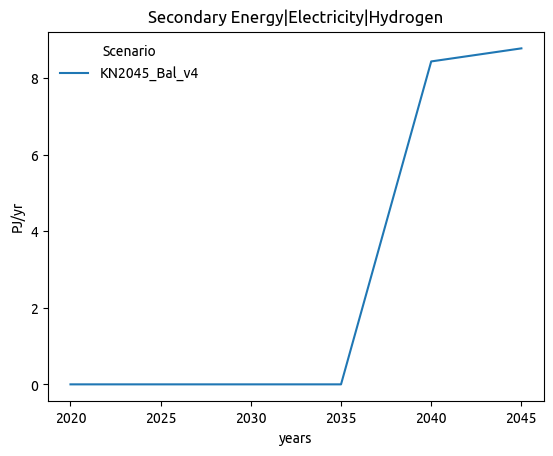 Secondary Energy|Electricity|Hydrogen
Scenario
KN2045_Bal_v4
PJ/yr
8
6
4
2
0
2020 2025 2030 2035 2040 2045
years